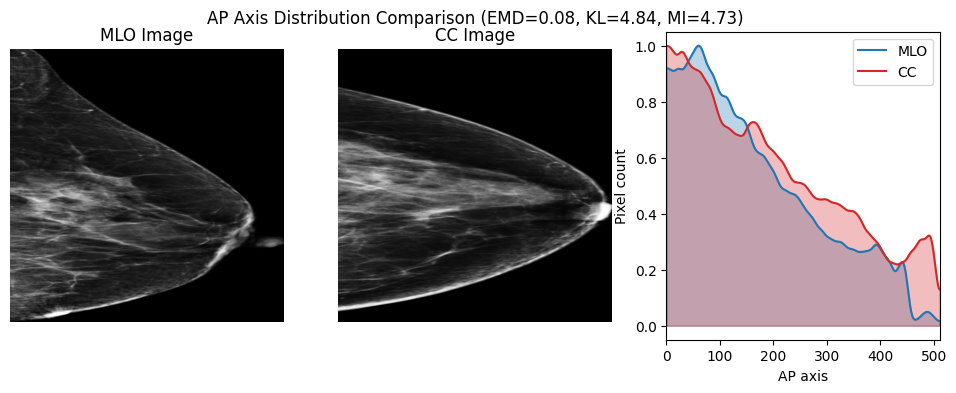 AP Axis Distribution Comparison (EMD=0.08, KL=4.84, MI=4.73)
MLO Image
CC Image
MLO
CC
Pixel count
1.0
0.8
0.6
0.4
0.2
0.0
0 100 200 300 400 500
AP axis